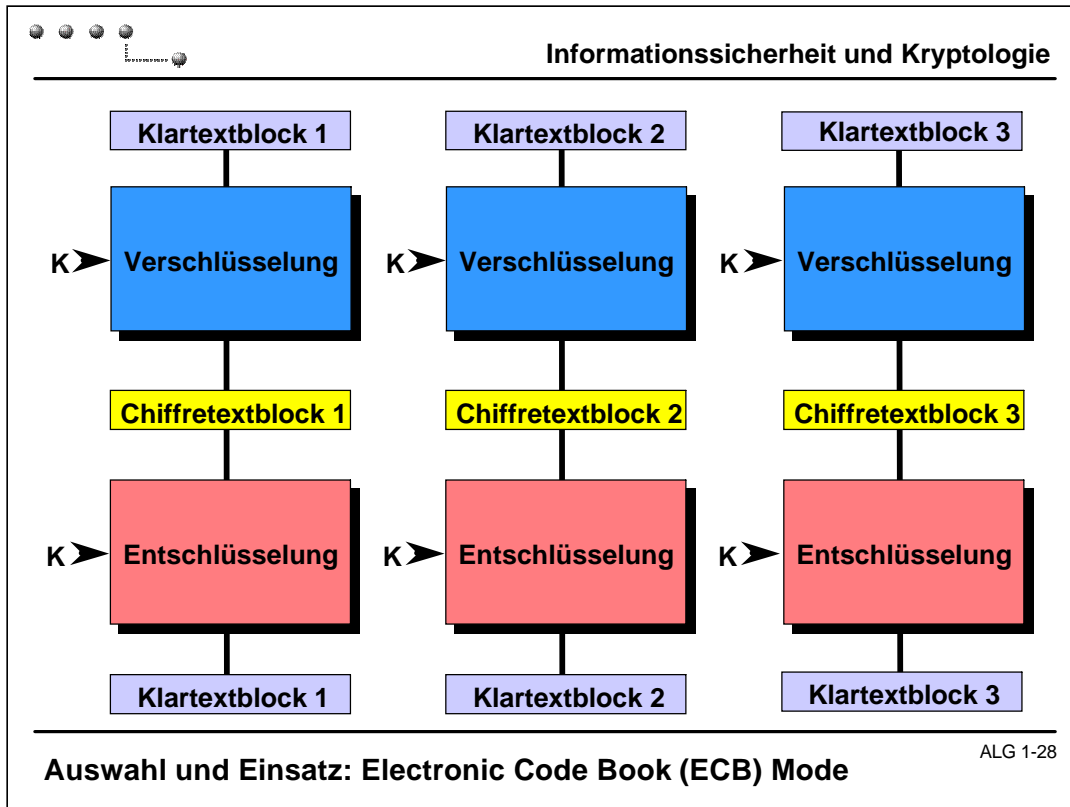 Informationssicherheit und Kryptologie
Klartextblock 1
Klartextblock 2
Klartextblock 3
K
Verschlüsselung
K
Verschlüsselung
K
Verschlüsselung
Chiffretextblock 1
Chiffretextblock 2
Chiffretextblock 3
K
Entschlüsselung
K
Entschlüsselung
K
Entschlüsselung
Klartextblock 1
Klartextblock 2
Klartextblock 3
ALG 1-28
Auswahl und Einsatz: Electronic Code Book (ECB) Mode